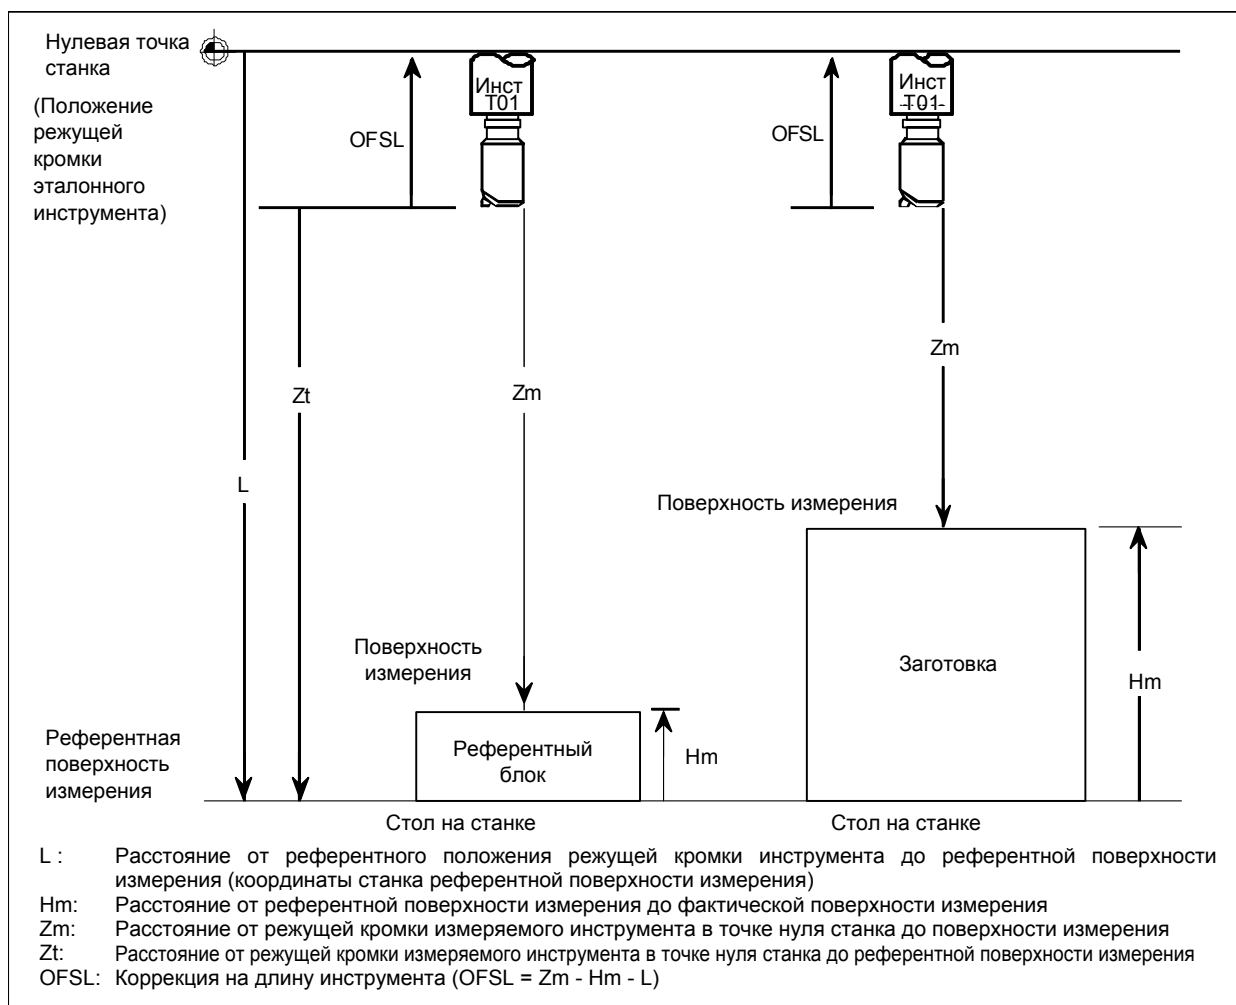 Нулевая точка
станка
(Положение
режущей
кромки
эталонного
инструмента)
OFSL
Инст
T01
OFSL
Инст
T01
Zt
Zm
Zm
L
Поверхность измерения
Поверхность
измерения
Заготовка
Hm
Референтная
поверхность
измерения
Референтный
блок
Hm
Стол на станке
Стол на станке
L : Расстояние от референтного положения режущей кромки инструмента до референтной поверхности
измерения (координаты станка референтной поверхности измерения)
Hm: Расстояние от референтной поверхности измерения до фактической поверхности измерения
Zm: Расстояние от режущей кромки измеряемого инструмента в точке нуля станка до поверхности измерения
Zt: Расстояние от режущей кромки измеряемого инструмента в точке нуля станка до референтной поверхности измерения
OFSL: Коррекция на длину инструмента (OFSL = Zm - Hm - L)